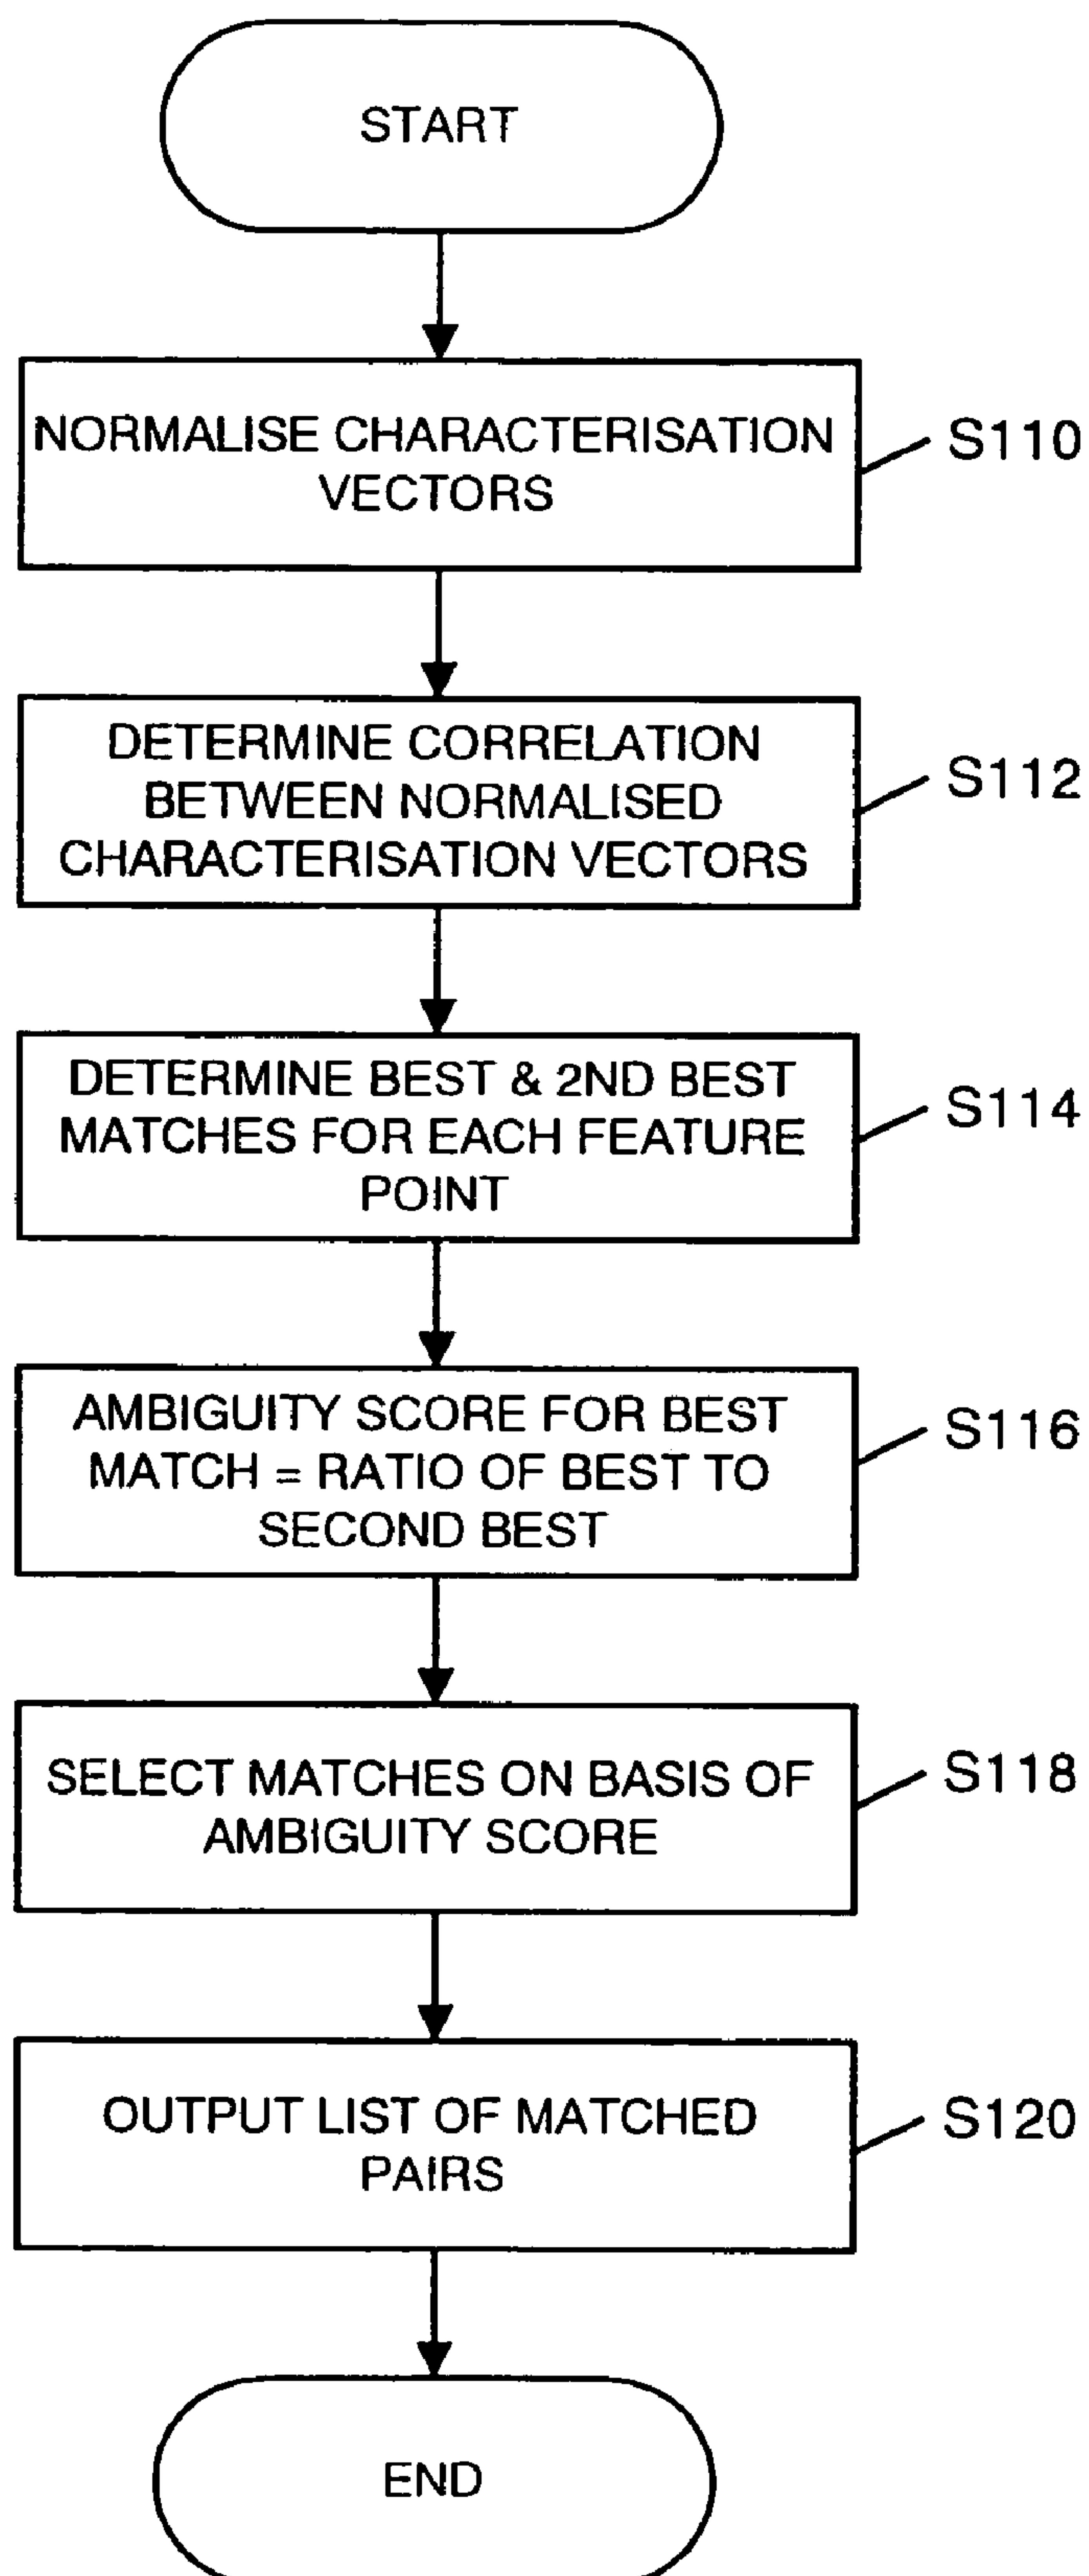 START
NORMALISE CHARACTERISATION
VECTORS
S110
DETERMINE CORRELATION
BETWEEN NORMALISED
CHARACTERISATION VECTORS
S112
DETERMINE BEST & 2ND BEST
MATCHES FOR EACH FEATURE
POINT
S114
AMBIGUITY SCORE FOR BEST
MATCH = RATIO OF BEST TO
SECOND BEST
S116
SELECT MATCHES ON BASIS OF
AMBIGUITY SCORE
S118
OUTPUT LIST OF MATCHED
PAIRS
S120
END